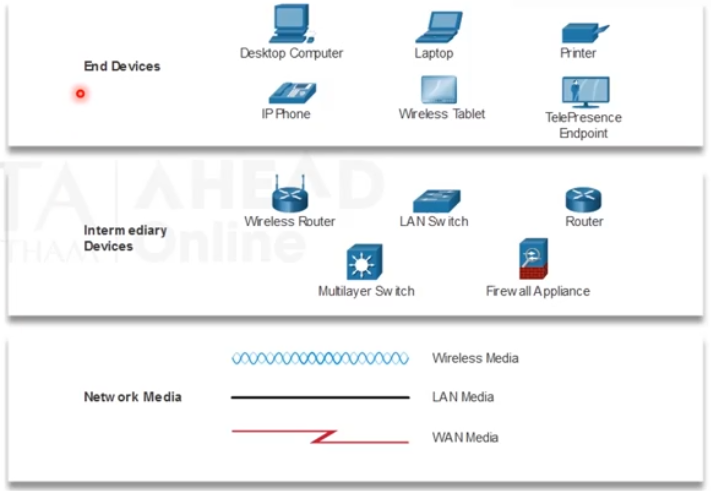 Desktop Computer
Laptop
Printer
End Devices
IP Phone
Wireless Tablet
TelePresence
Endpoint
TA
AHEAD
Wireless Router
LAN Switch
Router
Intermediary
Devices
THAM
Online
Multilayer Switch
Firewall Appliance
Wireless Media
Network Media
LAN Media
WAN Media